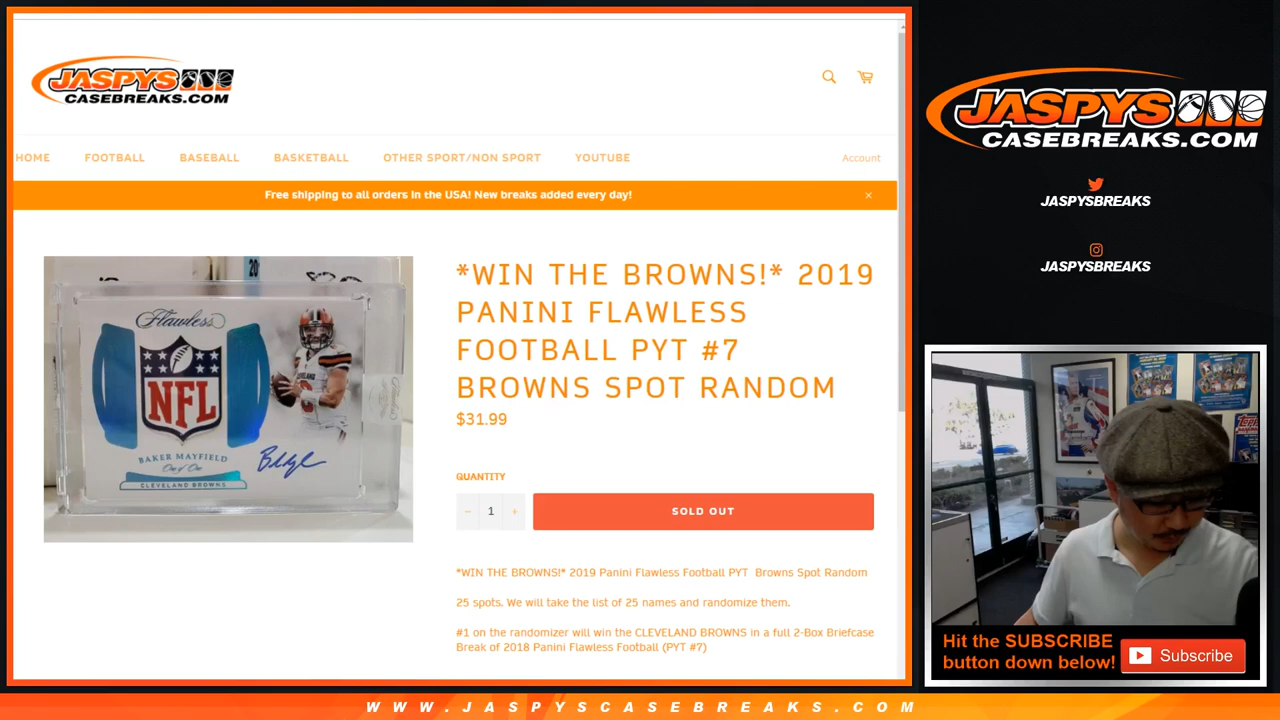 JASPYS
CASEBREAKS.COM
HOME FOOTBALL BASEBALL BASKETBALL OTHER SPORT/NON SPORT YOUTUBE Account
Free shipping to all orders in the USA! New breaks added every day! ×
Flawless
NFL
BAKER MAYFIELD
One of One
CLEVELAND BROWNS
*WIN THE BROWNS!* 2019
PANINI FLAWLESS
FOOTBALL PYT #7
BROWNS SPOT RANDOM
$31.99
QUANTITY
− 1 +
SOLD OUT
*WIN THE BROWNS!* 2019 Panini Flawless Football PYT Browns Spot Random
25 spots. We will take the list of 25 names and randomize them.
#1 on the randomizer will win the CLEVELAND BROWNS in a full 2-Box Briefcase
Break of 2018 Panini Flawless Football (PYT #7)
JASPYS
CASEBREAKS.COM
JASPYSBREAKS
JASPYSBREAKS
Topps
Hit the SUBSCRIBE
button down below!
Subscribe
WWW.JASPYSCASEBREAKS.COM